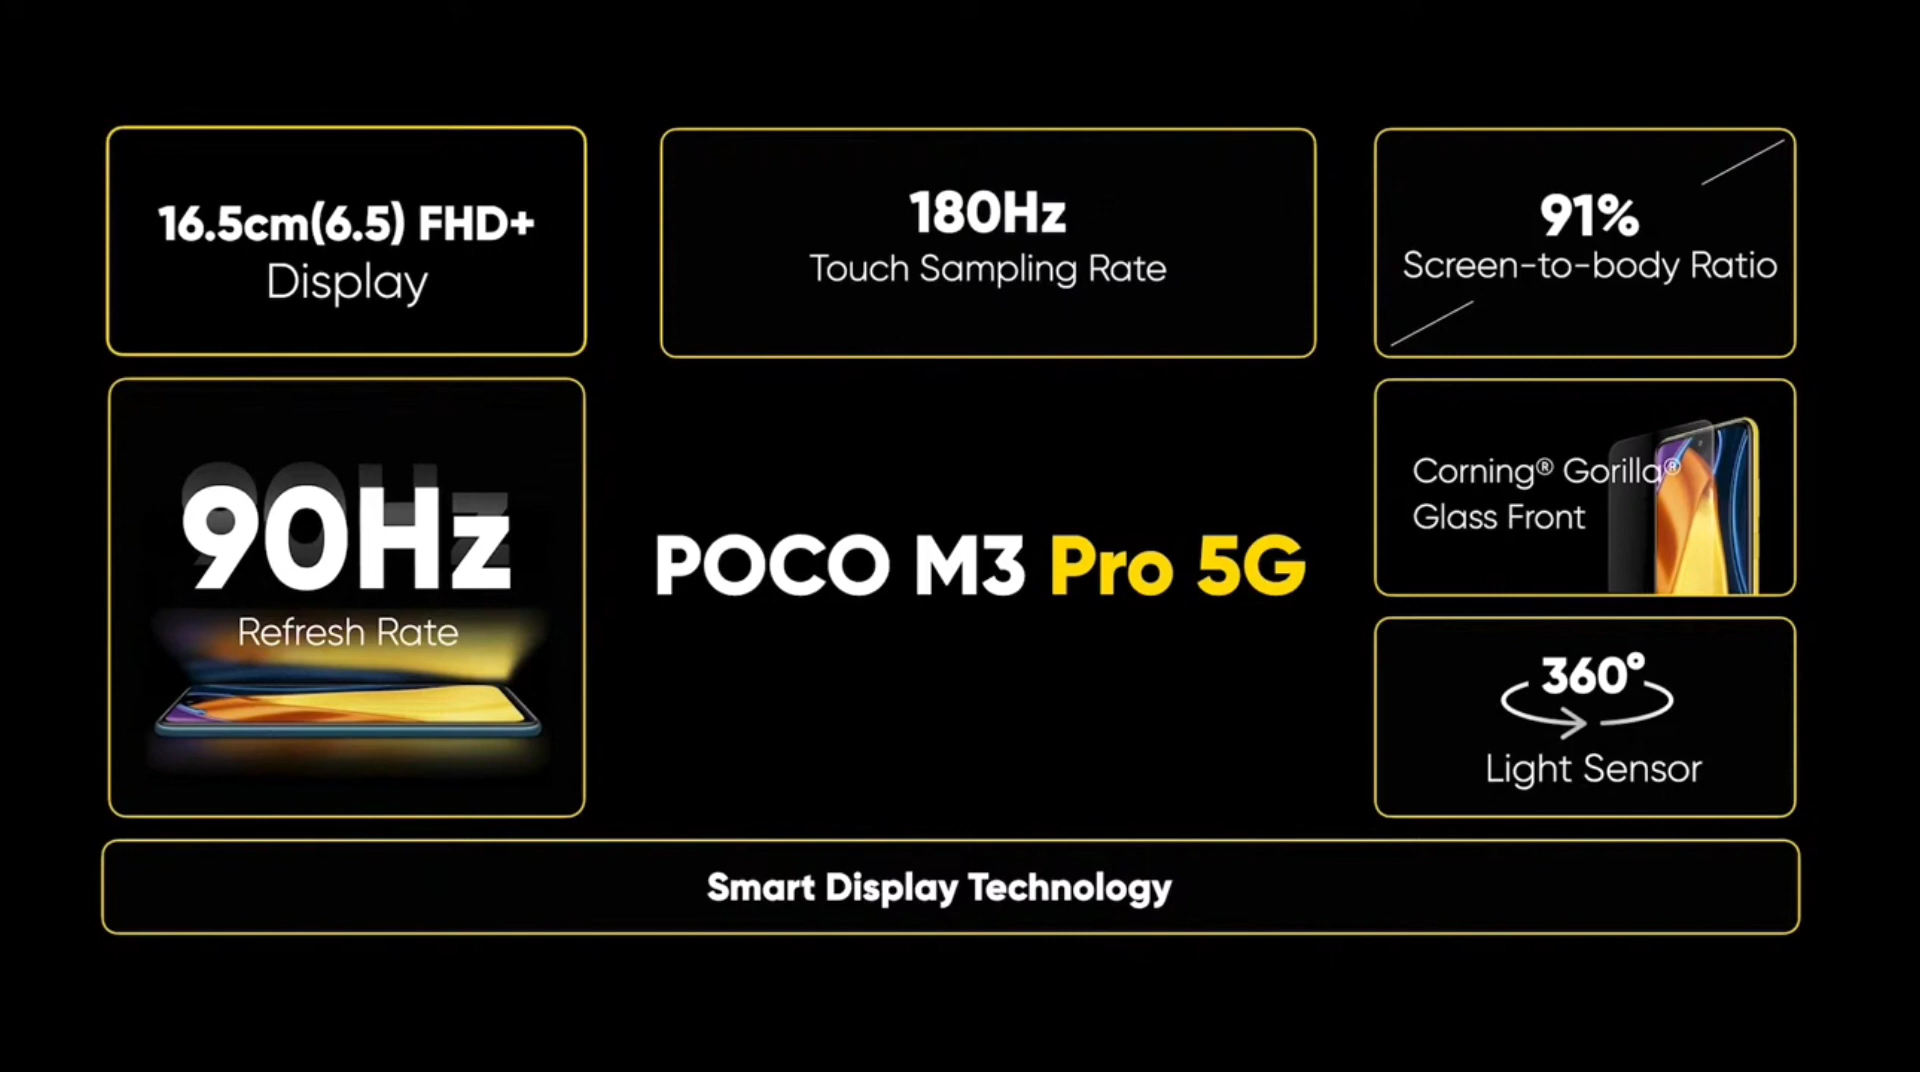 16.5cm(6.5) FHD+
Display
180Hz
Touch Sampling Rate
91%
Screen-to-body Ratio
90Hz
Refresh Rate
POCO M3 Pro 5G
Corning® Gorilla®
Glass Front
360°
Light Sensor
Smart Display Technology